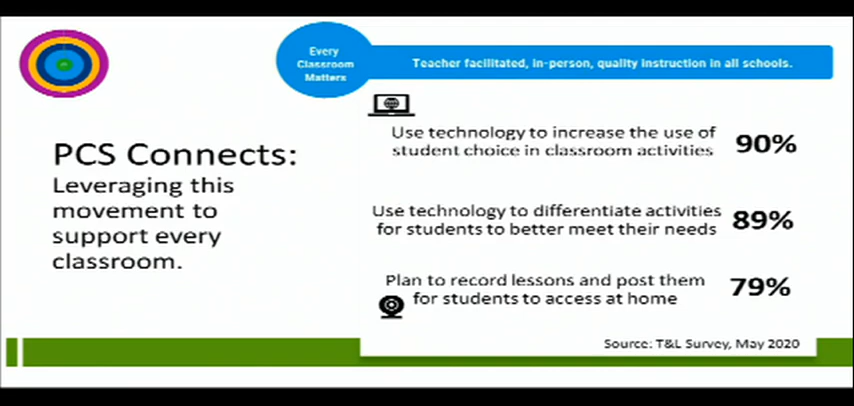 Every
Classroom
Matters
Teacher facilitated, in-person, quality instruction in all schools.
PCS Connects:
Leveraging this
movement to
support every
classroom.
Use technology to increase the use of
student choice in classroom activities
90%
Use technology to differentiate activities
for students to better meet their needs
89%
Plan to record lessons and post them
for students to access at home
79%
Source: T&L Survey, May 2020